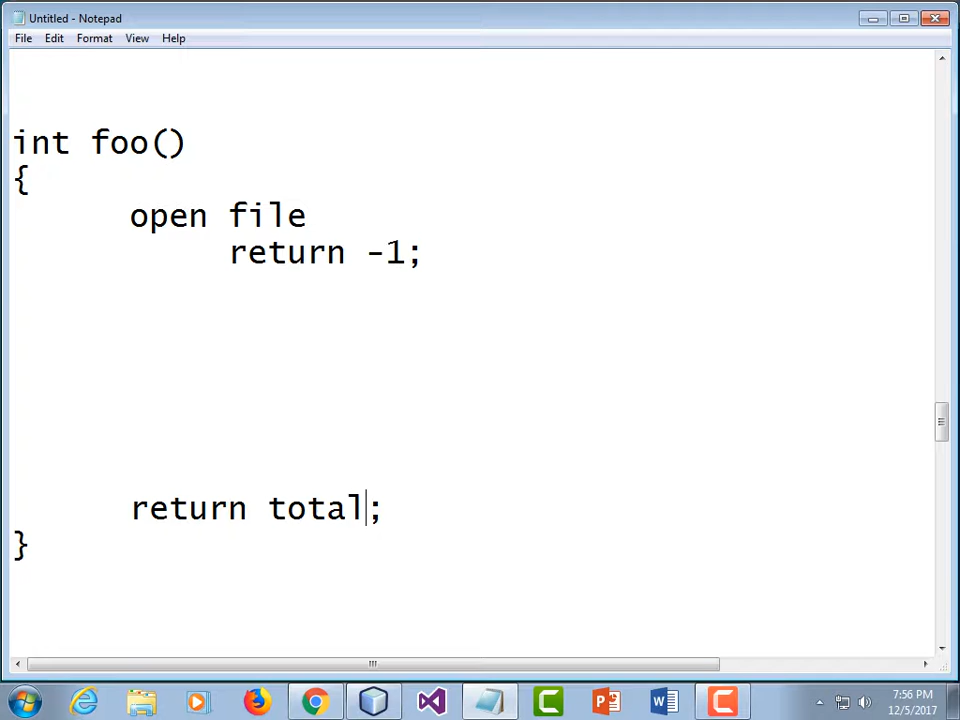 Untitled - Notepad
File Edit Format View Help
int foo()
{
open file
return -1;
return total;
}
7:56 PM
12/5/2017